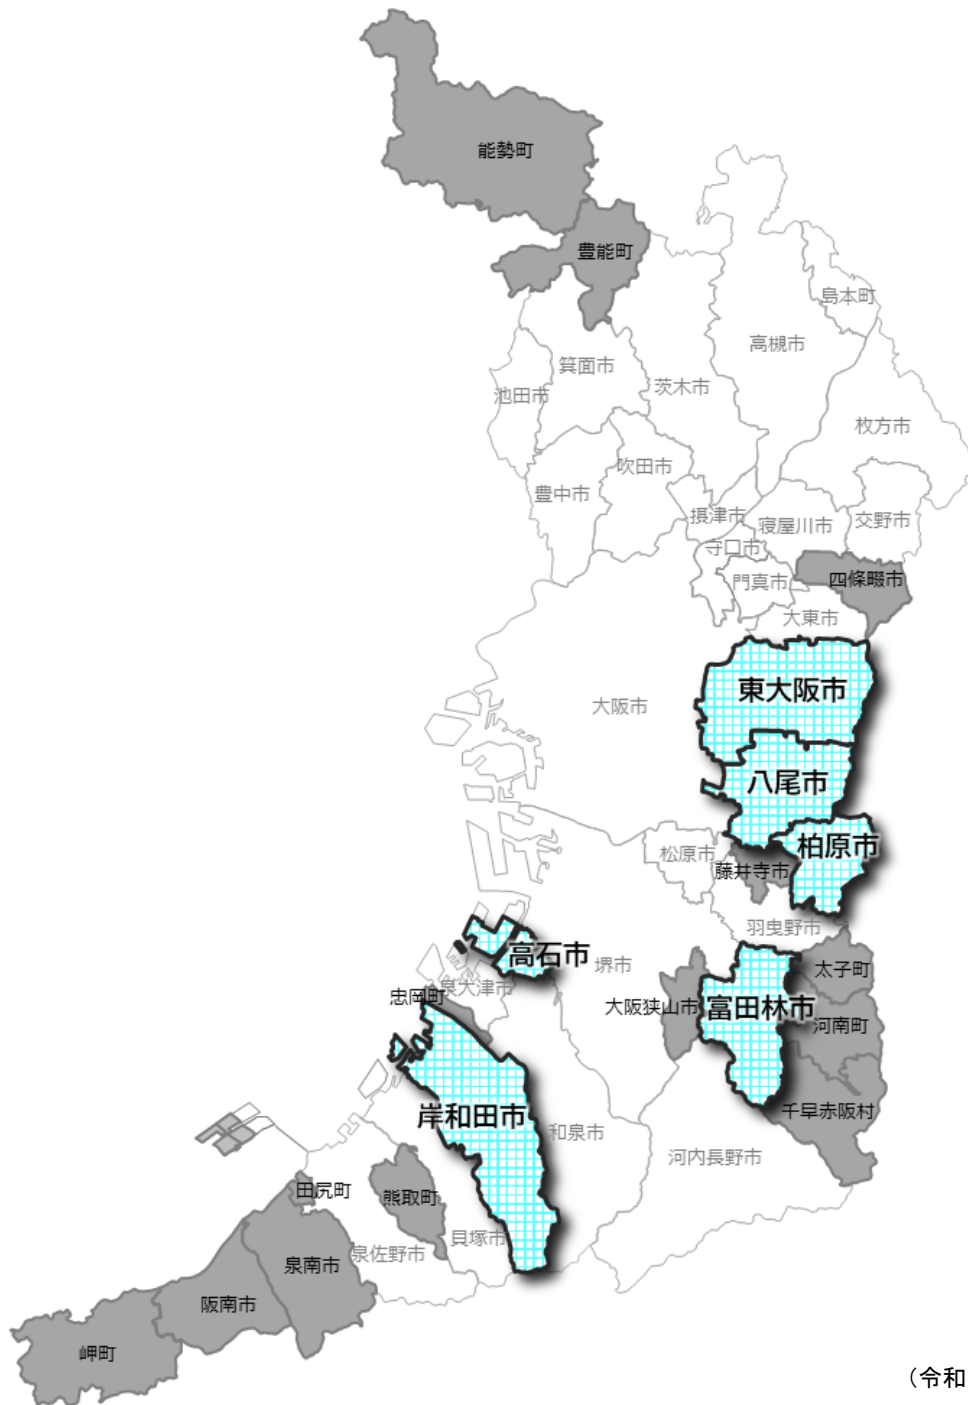 能勢町
豊能町
島本町
高槻市
箕面市
茨木市
池田市
枚方市
吹田市
豊中市
摂津市
寝屋川市
交野市
寺口市
門真市
四條畷市
大東市
東大阪市
大阪市
八尾市
柏原市
松原市
藤井寺市
羽曳野市
高石市
堺市
太子町
泉大津市
忠岡町
大阪狭山市
富田林市
河南町
岸和田市
千早赤阪村
和泉市
河内長野市
田尻町
熊取町
貝塚市
泉佐野市
泉南市
阪南市
岬町
（令和